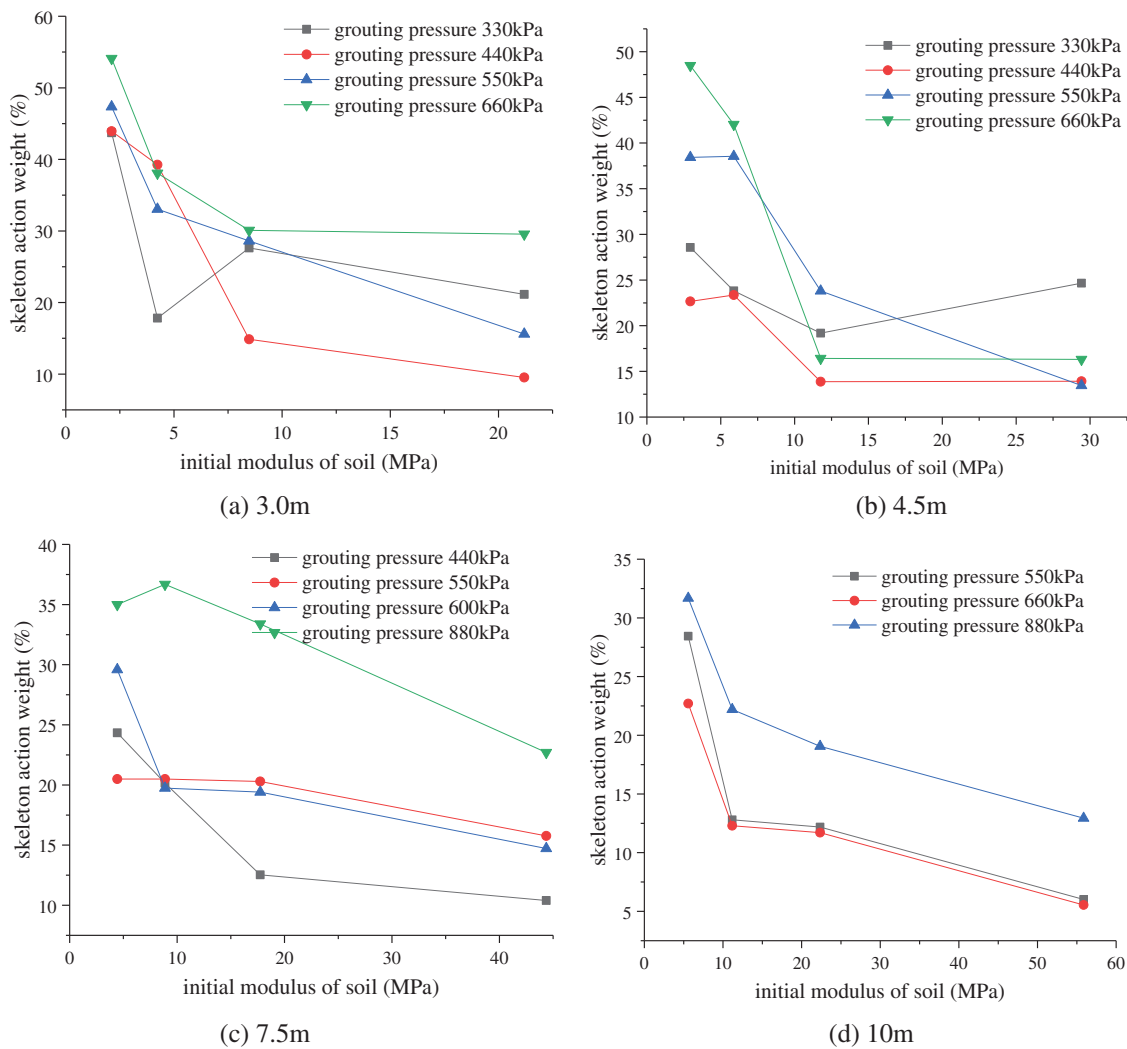 60
50
40
30
20
10
0
5
10
15
20
skeleton action weight (%)
initial modulus of soil (MPa)
grouting pressure 330kPa
grouting pressure 440kPa
grouting pressure 550kPa
grouting pressure 660kPa
(a) 3.0m
50
45
40
35
30
25
20
15
10
0
5
10
15
20
25
30
skeleton action weight (%)
initial modulus of soil (MPa)
grouting pressure 330kPa
grouting pressure 440kPa
grouting pressure 550kPa
grouting pressure 660kPa
(b) 4.5m
40
35
30
25
20
15
10
0
10
20
30
40
skeleton action weight (%)
initial modulus of soil (MPa)
grouting pressure 440kPa
grouting pressure 550kPa
grouting pressure 600kPa
grouting pressure 880kPa
(c) 7.5m
35
30
25
20
15
10
5
0
10
20
30
40
50
60
skeleton action weight (%)
initial modulus of soil (MPa)
grouting pressure 550kPa
grouting pressure 660kPa
grouting pressure 880kPa
(d) 10m